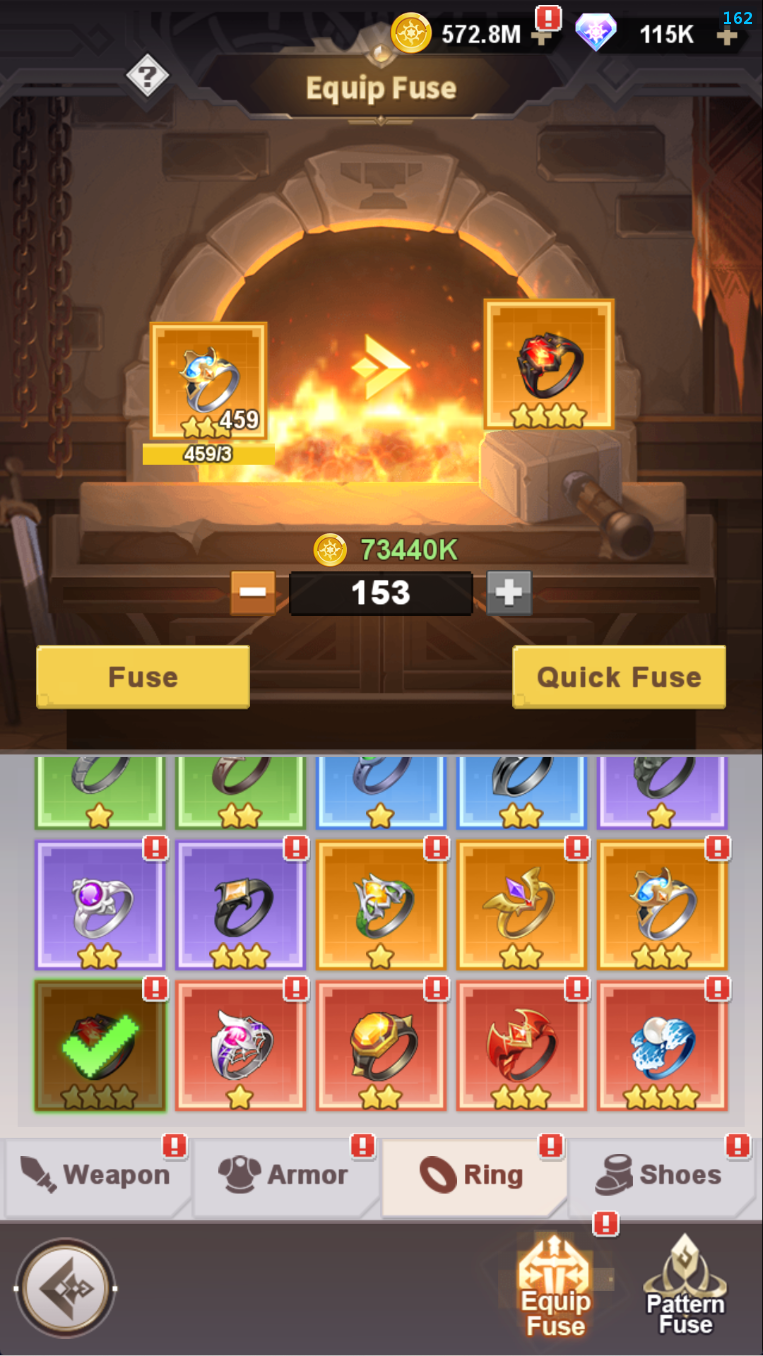 162
572.8M
115K
?
Equip Fuse
459
459/3
73440K
153
Fuse
Quick Fuse
Weapon
Armor
Ring
Shoes
Equip
Fuse
Pattern
Fuse